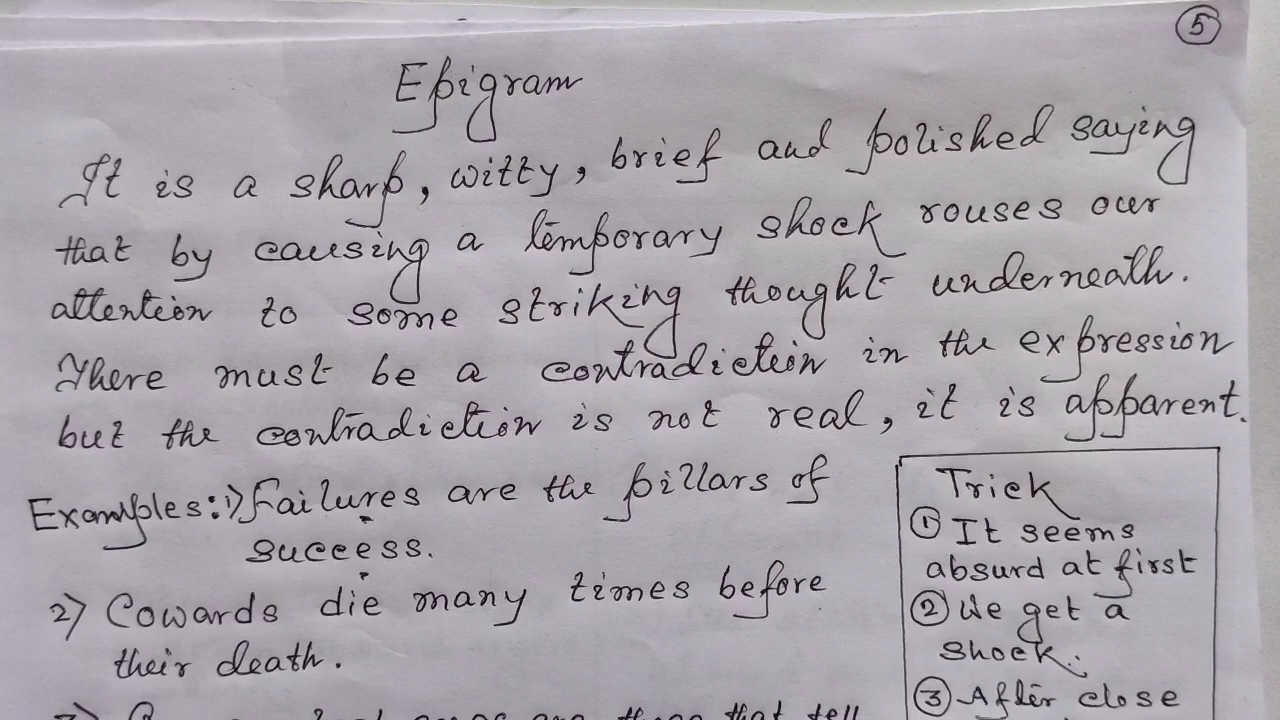 5
Epigram
It is a sharp, witty, brief and polished saying
that by causing a temporary shock rouses our
attention to some striking thought underneath.
There must be a contradiction in the expression
but the contradiction is not real, it is apparent.
Examples: 1) Failures are the pillars of
success.
2) Cowards die many times before
their death.
that tell
Trick
① It seems
absurd at first
② We get a
shock.
③ After close